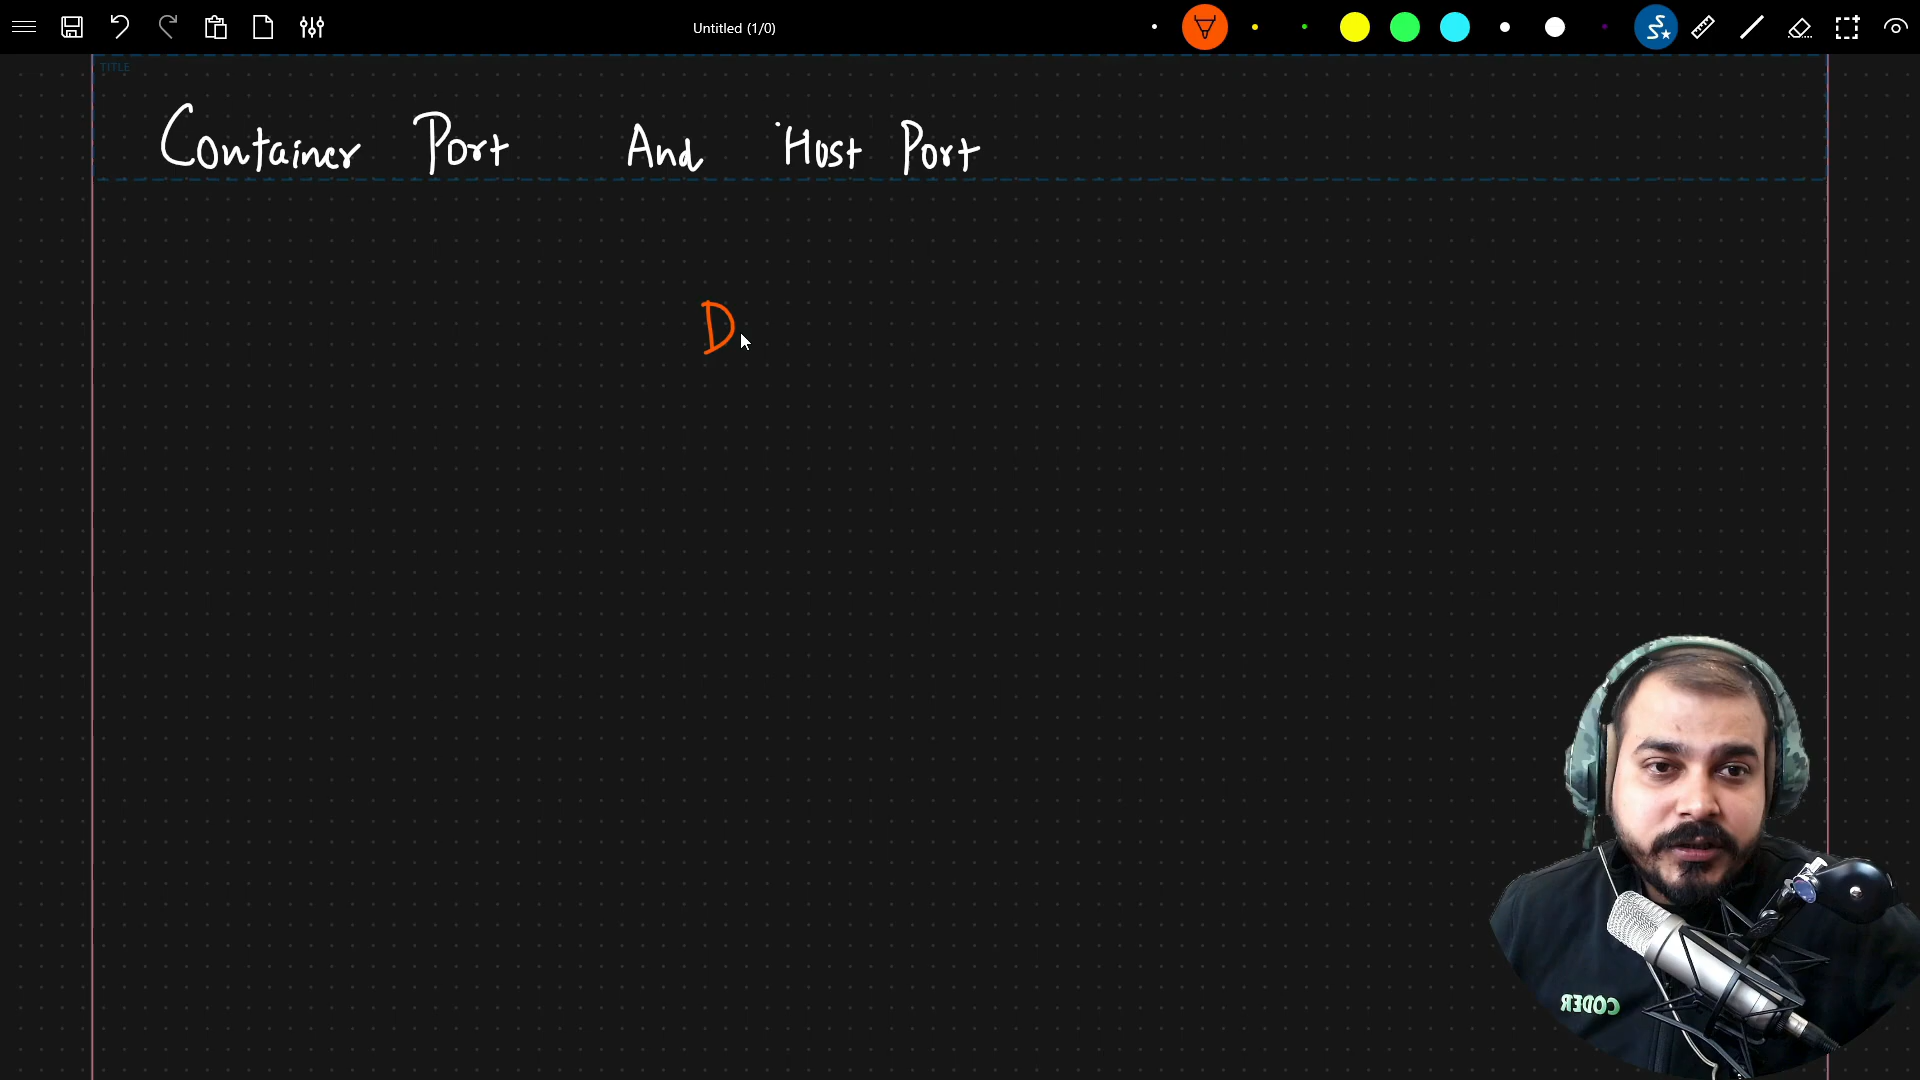 Untitled (1/0)
TITLE
Container Port And Host Port
D
CODER